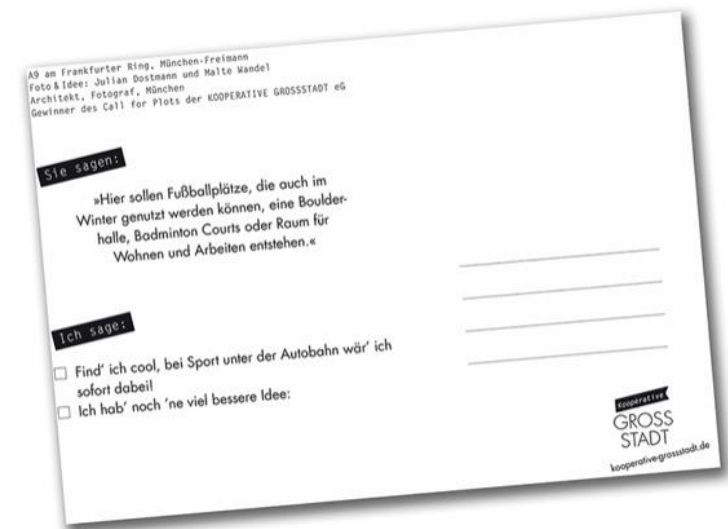 A9 am Frankfurter Ring, München-Freimann
Foto & Idee: Julian Dostmann und Malte Wandel
Architekt, Fotograf, München
Gewinner des Call for Plots der KOOPERATIVE GROSSSTADT eG
Sie sagen:
»Hier sollen Fußballplätze, die auch im
Winter genutzt werden können, eine Boulder-
halle, Badminton Courts oder Raum für
Wohnen und Arbeiten entstehen.«
Ich sage:
Find’ ich cool, bei Sport unter der Autobahn wär’ ich
sofort dabei!
Ich hab’ noch ’ne viel bessere Idee:
Kooperative
GROSS
STADT
kooperative-grossstadt.de